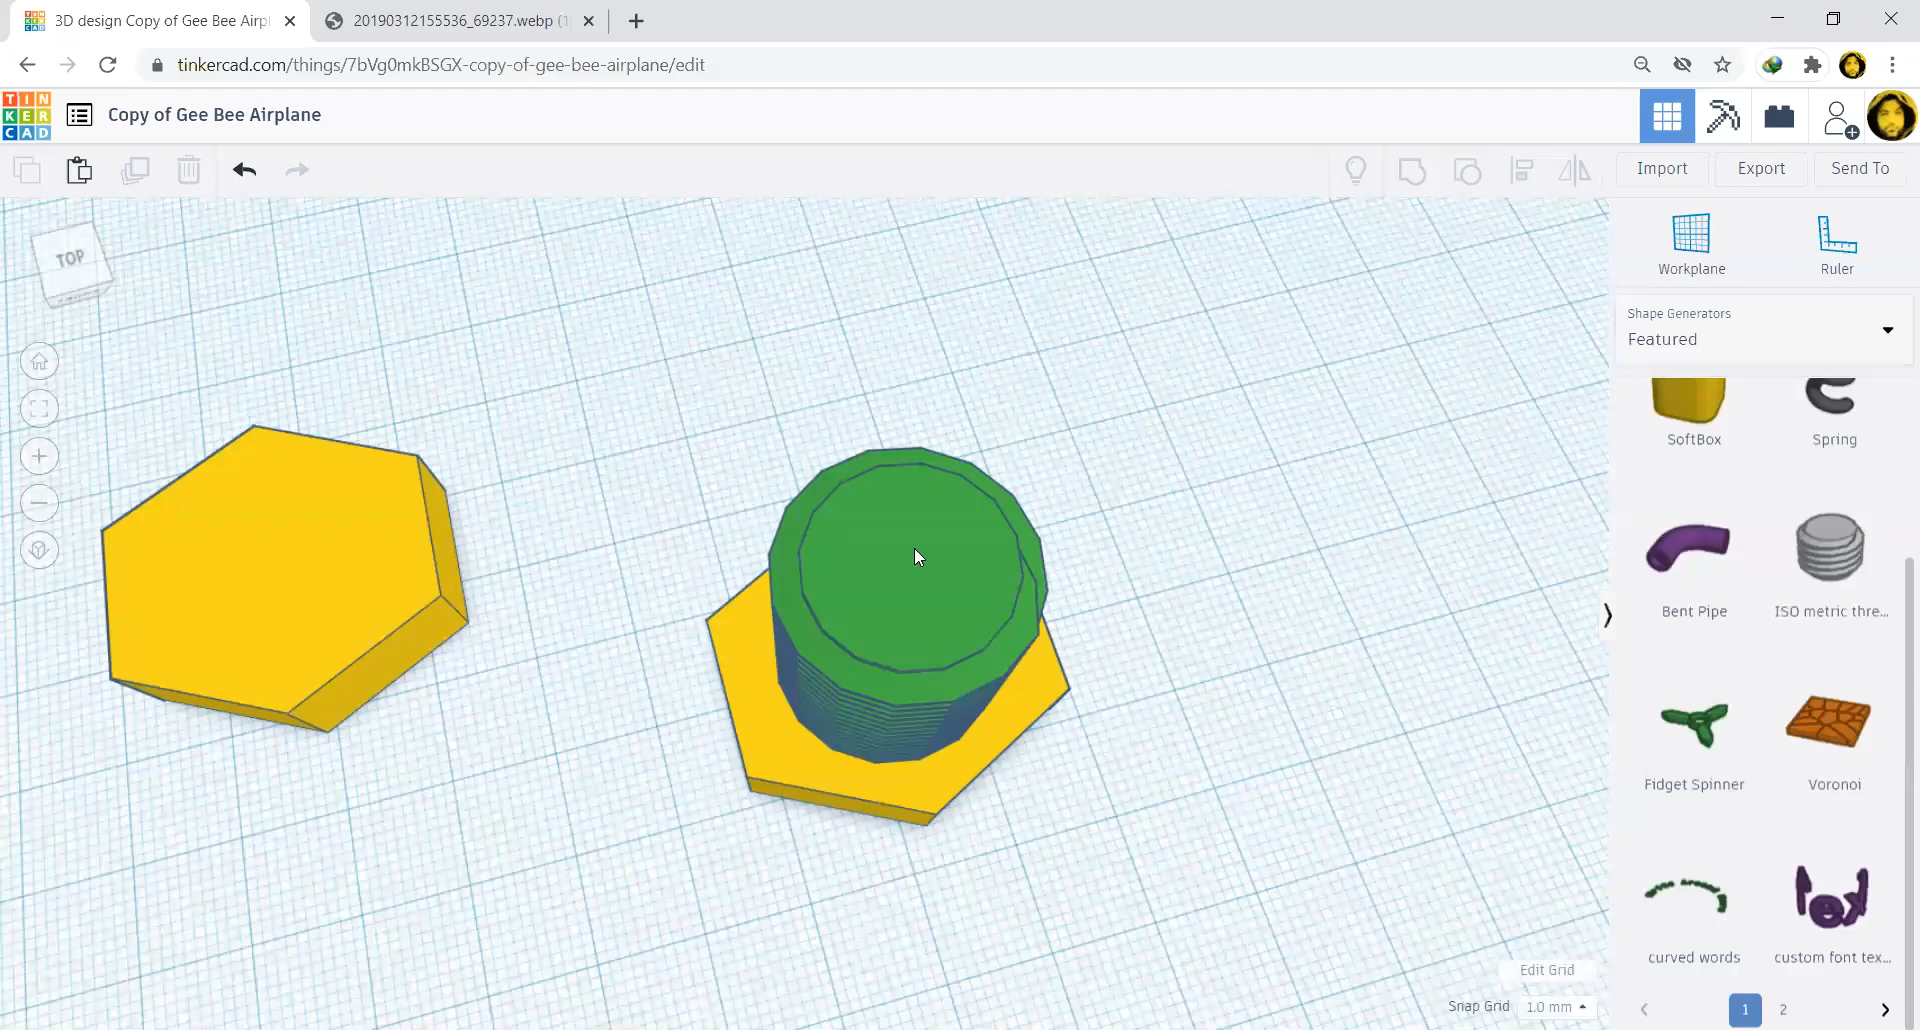 3D design Copy of Gee Bee Airpl
20190312155536_69237.webp (1
tinkercad.com/things/7bVg0mkBSGX-copy-of-gee-bee-airplane/edit
TIN
KER
CAD
Copy of Gee Bee Airplane
Import
Export
Send To
TOP
Workplane
Ruler
Shape Generators
Featured
SoftBox
Spring
Bent Pipe
ISO metric thre...
Fidget Spinner
Voronoi
curved words
custom font tex...
Edit Grid
Snap Grid
1.0 mm
1
2